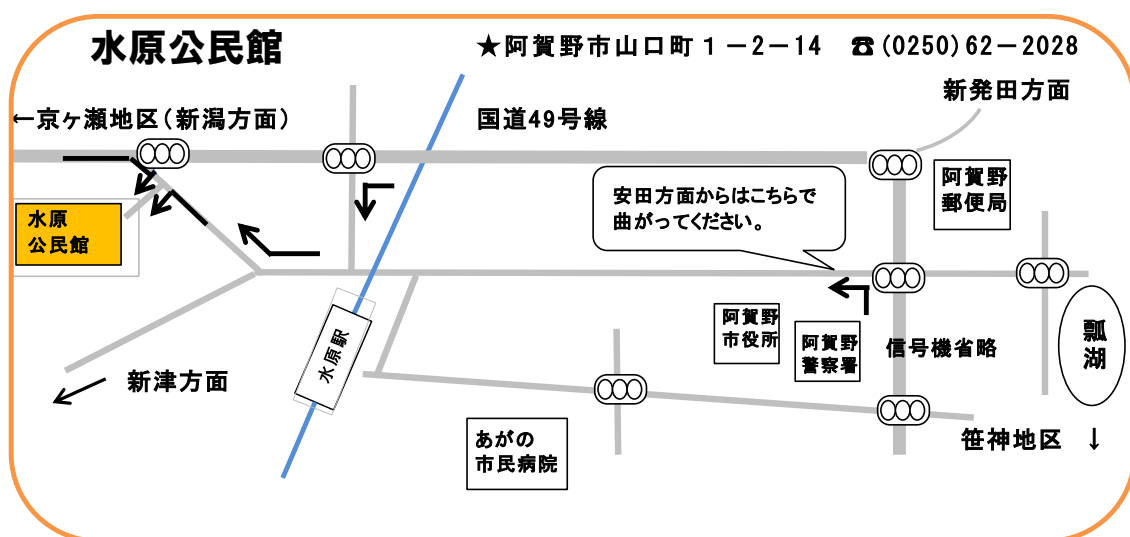 水原公民館
★阿賀野市山口町1-2-14 ☎(0250)62-2028
新発田方面
←京ヶ瀬地区(新潟方面)
国道49号線
阿賀野
郵便局
安田方面からはこちらで
曲がってください。
水原
公民館
阿賀野
市役所
阿賀野
警察署
信号機省略
瓢湖
水原駅
新津方面
あがの
市民病院
笹神地区 ↓